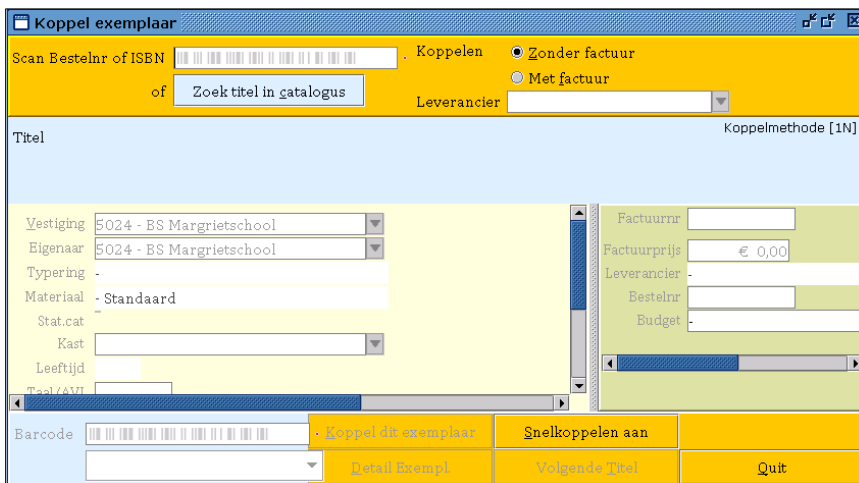 Koppel exemplaar
Scan Bestelnr of ISBN . Koppelen Zonder factuur
Met factuur
of Zoek titel in catalogus
Leverancier
Titel Koppelmethode [1N]
Vestiging 5024 - BS Margrietschool Factuurnr
Eigenaar 5024 - BS Margrietschool Factuurprijs € 0,00
Typering - Leverancier -
Materiaal - Standaard Bestelnr
Stat.cat - Budget -
Kast
Leeftijd
Taal/AVI
Barcode . Koppel dit exemplaar Snelkoppelen aan
Detail Exempl. Volgende Titel Quit